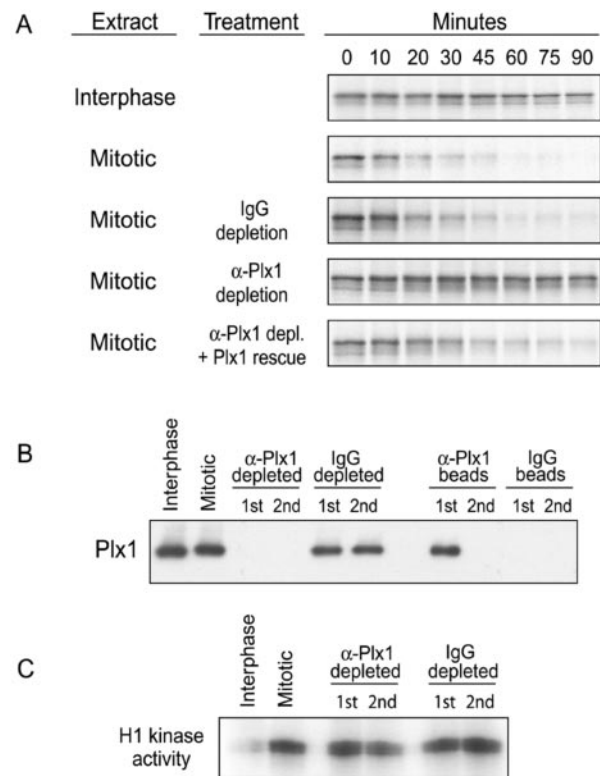 A
Extract Treatment Minutes
0 10 20 30 45 60 75 90
Interphase
Mitotic
Mitotic IgG
depletion
Mitotic α-Plx1
depletion
Mitotic α-Plx1 depl.
+ Plx1 rescue
B
Interphase
Mitotic
α-Plx1
depleted
IgG
depleted
α-Plx1
beads
IgG
beads
1st 2nd 1st 2nd 1st 2nd 1st 2nd
Plx1
C
Interphase
Mitotic
α-Plx1
depleted
IgG
depleted
1st 2nd 1st 2nd
H1 kinase
activity